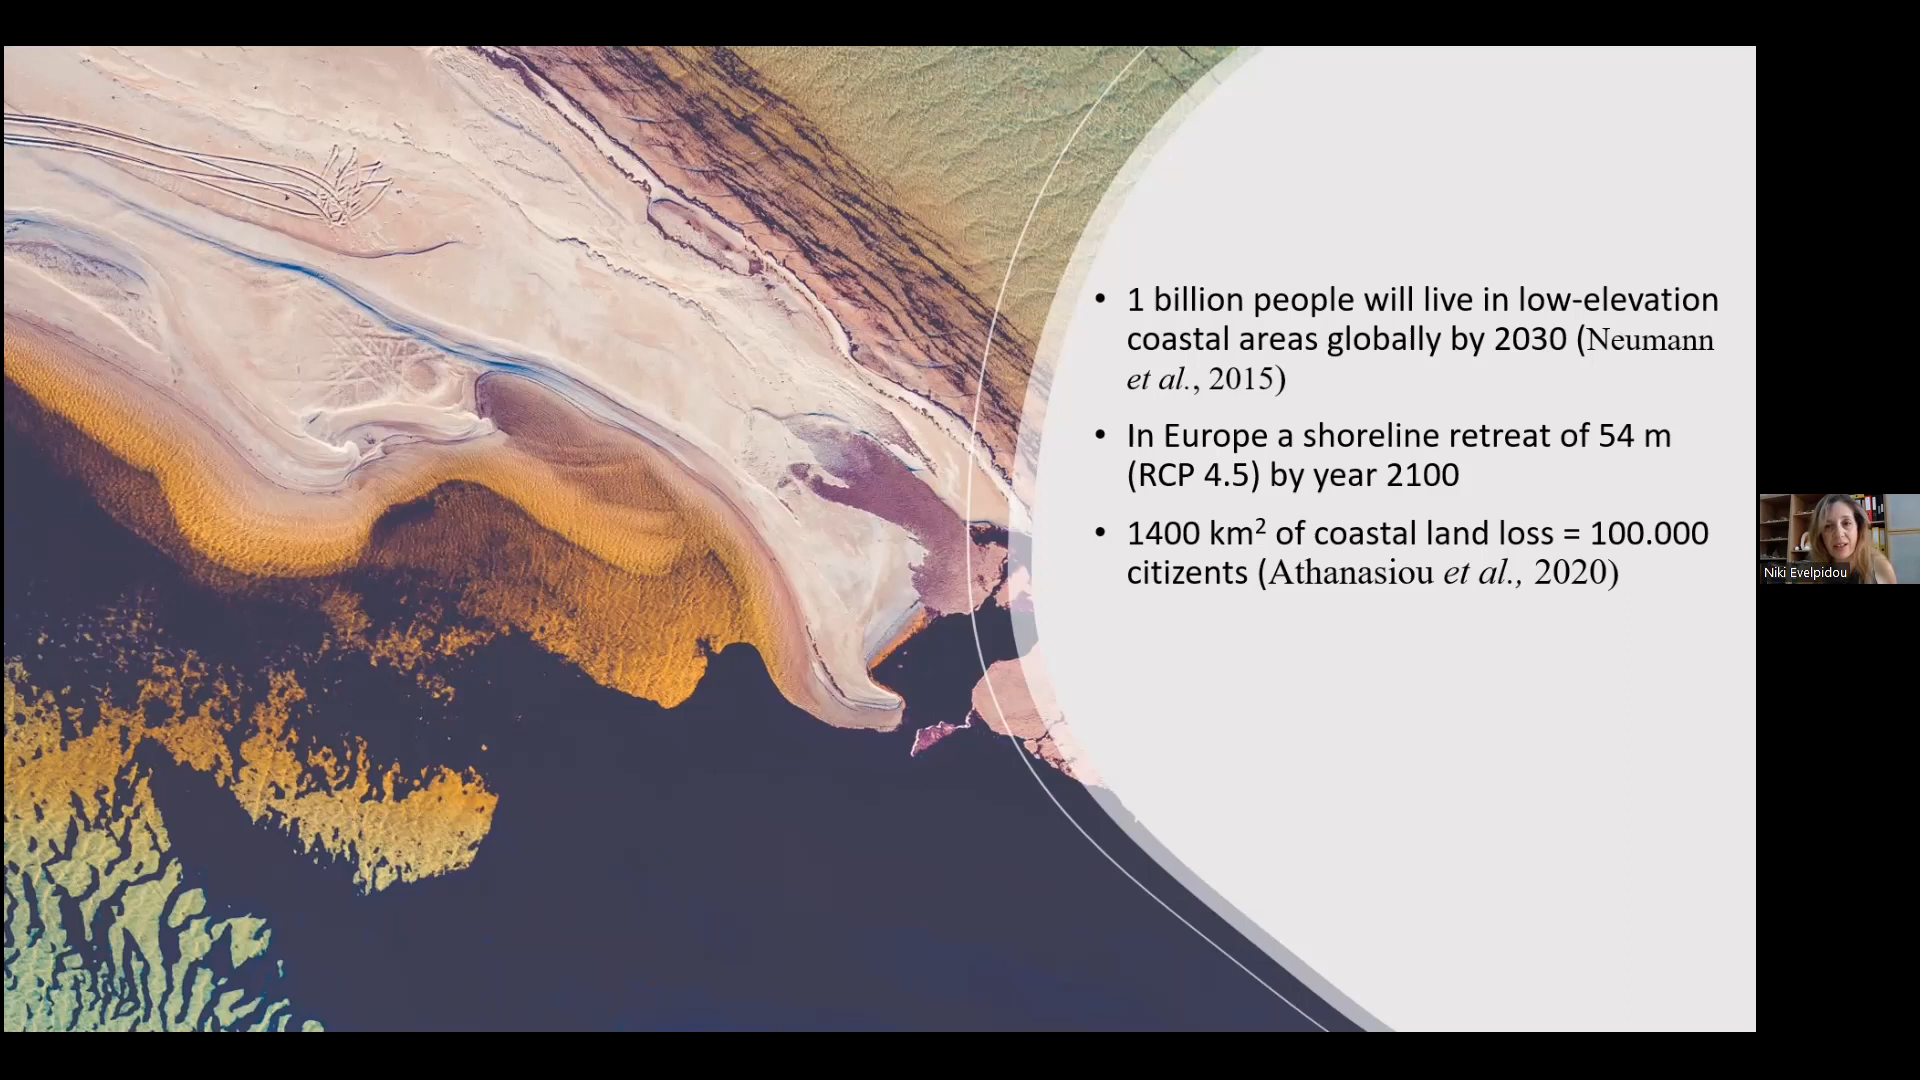 • 1 billion people will live in low-elevation
coastal areas globally by 2030 (Neumann
et al., 2015)
• In Europe a shoreline retreat of 54 m
(RCP 4.5) by year 2100
• 1400 km² of coastal land loss = 100.000
citizents (Athanasiou et al., 2020)
Niki Evelpidou